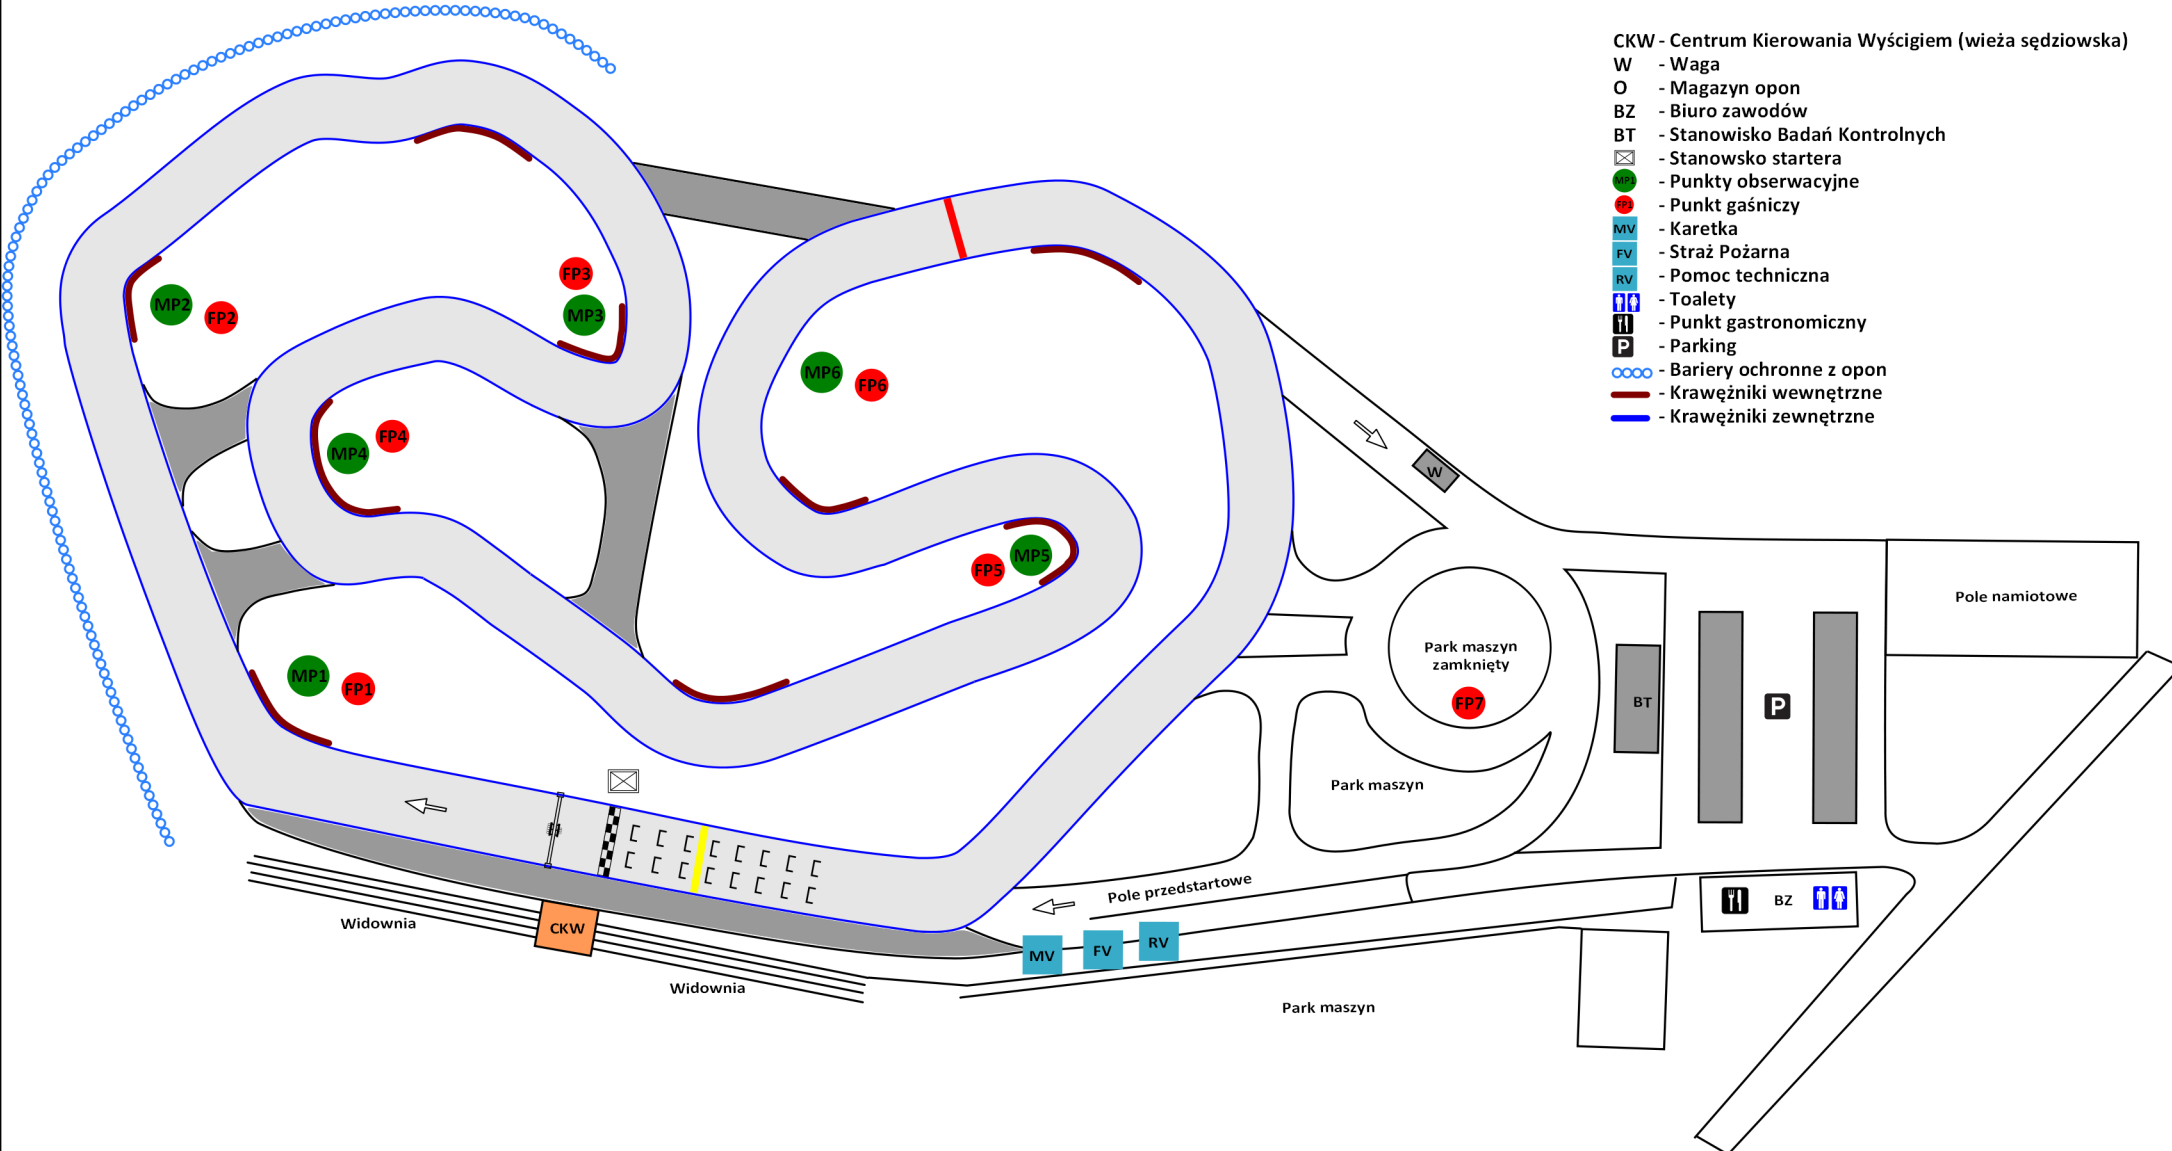 CKW - Centrum Kierowania Wyścigiem (wieża sędziowska)
W - Waga
O - Magazyn opon
BZ - Biuro zawodów
BT - Stanowisko Badań Kontrolnych
- Stanowsko startera
MP1 - Punkty obserwacyjne
FP1 - Punkt gaśniczy
MV - Karetka
FV - Straż Pożarna
RV - Pomoc techniczna
- Toalety
- Punkt gastronomiczny
P - Parking
- Bariery ochronne z opon
- Krawężniki wewnętrzne
- Krawężniki zewnętrzne
FP3
MP3
MP2
FP2
MP6
FP6
FP4
MP4
W
MP5
FP5
Pole namiotowe
Park maszyn
zamknięty
FP7
MP1
FP1
BT
P
Park maszyn
Pole przedstartowe
BZ
Widownia
CKW
MV
FV
RV
Widownia
Park maszyn